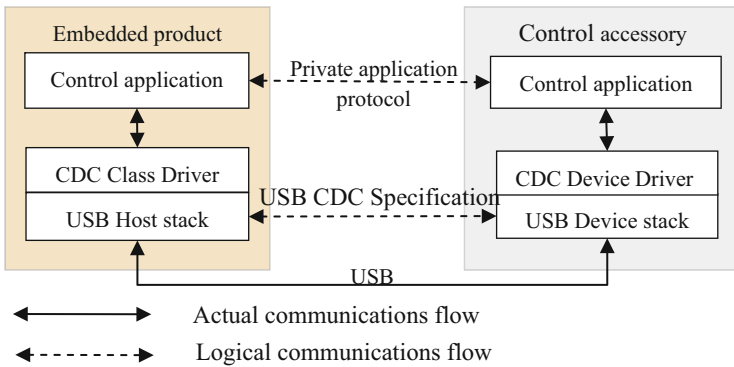 Embedded product
Control accessory
Control application
Private application
protocol
Control application
CDC Class Driver
CDC Device Driver
USB CDC Specification
USB Host stack
USB Device stack
USB
Actual communications flow
Logical communications flow